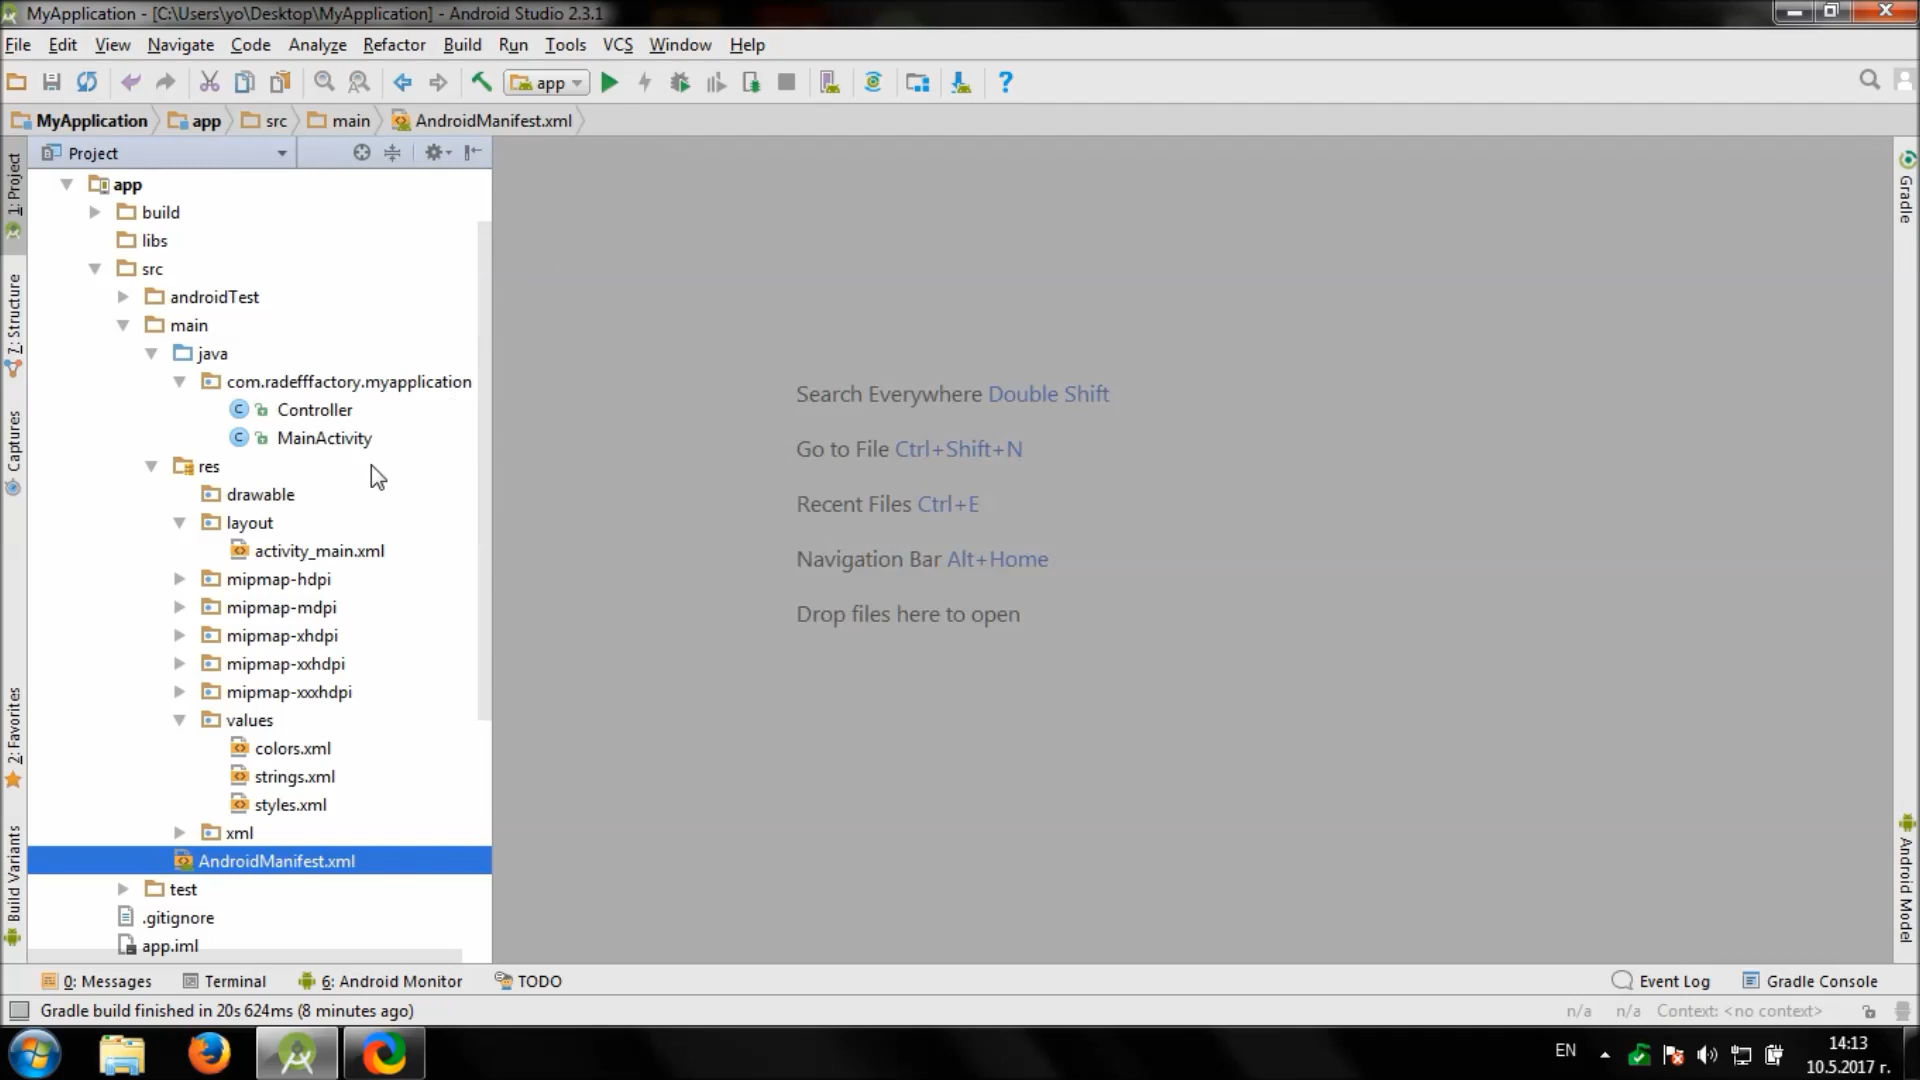 MyApplication - [C:\Users\yo\Desktop\MyApplication] - Android Studio 2.3.1
File Edit View Navigate Code Analyze Refactor Build Run Tools VCS Window Help
app
MyApplication app src main AndroidManifest.xml
Project
1: Project
7: Structure
Captures
2: Favorites
Build Variants
app
build
libs
src
androidTest
main
java
com.radefffactory.myapplication
Controller
MainActivity
res
drawable
layout
activity_main.xml
mipmap-hdpi
mipmap-mdpi
mipmap-xhdpi
mipmap-xxhdpi
mipmap-xxxhdpi
values
colors.xml
strings.xml
styles.xml
xml
AndroidManifest.xml
test
.gitignore
app.iml
Search Everywhere Double Shift
Go to File Ctrl+Shift+N
Recent Files Ctrl+E
Navigation Bar Alt+Home
Drop files here to open
Gradle
Android Model
0: Messages Terminal 6: Android Monitor TODO Event Log Gradle Console
Gradle build finished in 20s 624ms (8 minutes ago) n/a n/a Context: <no context>
EN 14:13
10.5.2017 г.